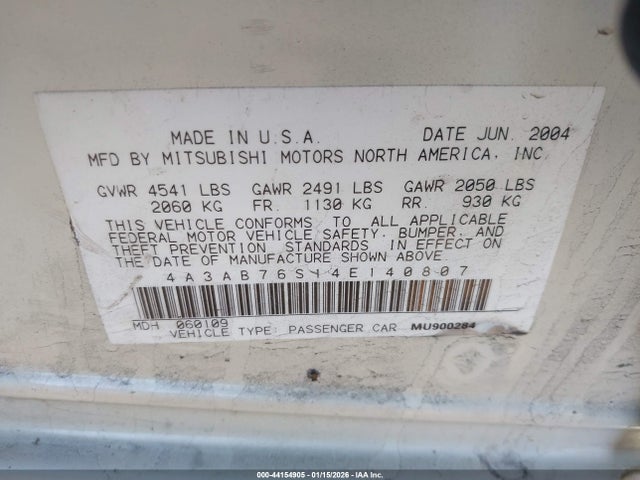 MADE IN U.S.A. DATE JUN. 2004
MFD BY MITSUBISHI MOTORS NORTH AMERICA, INC.
GVWR 4541 LBS GAWR 2491 LBS GAWR 2050 LBS
2060 KG FR. 1130 KG RR. 930 KG
THIS VEHICLE CONFORMS TO ALL APPLICABLE
FEDERAL MOTOR VEHICLE SAFETY, BUMPER, AND
THEFT PREVENTION STANDARDS IN EFFECT ON
THE DATE OF MANUFACTURE SHOWN ABOVE.
4A3AB76S14E140807
MDH 060109
VEHICLE TYPE: PASSENGER CAR MU900284
000-44154905 - 01/15/2026 - IAA Inc.